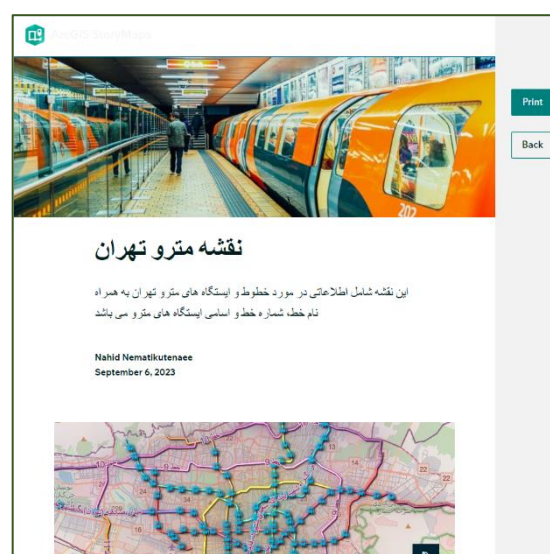 ArcGIS StoryMaps
Print
Back
202
نقشه مترو تهران
این نقشه شامل اطلاعاتی در مورد خطوط و ایستگاه های مترو تهران به همراه
نام خط، شماره خط و اسامی ایستگاه های مترو می باشد
Nahid Nematikutenaee
September 6, 2023